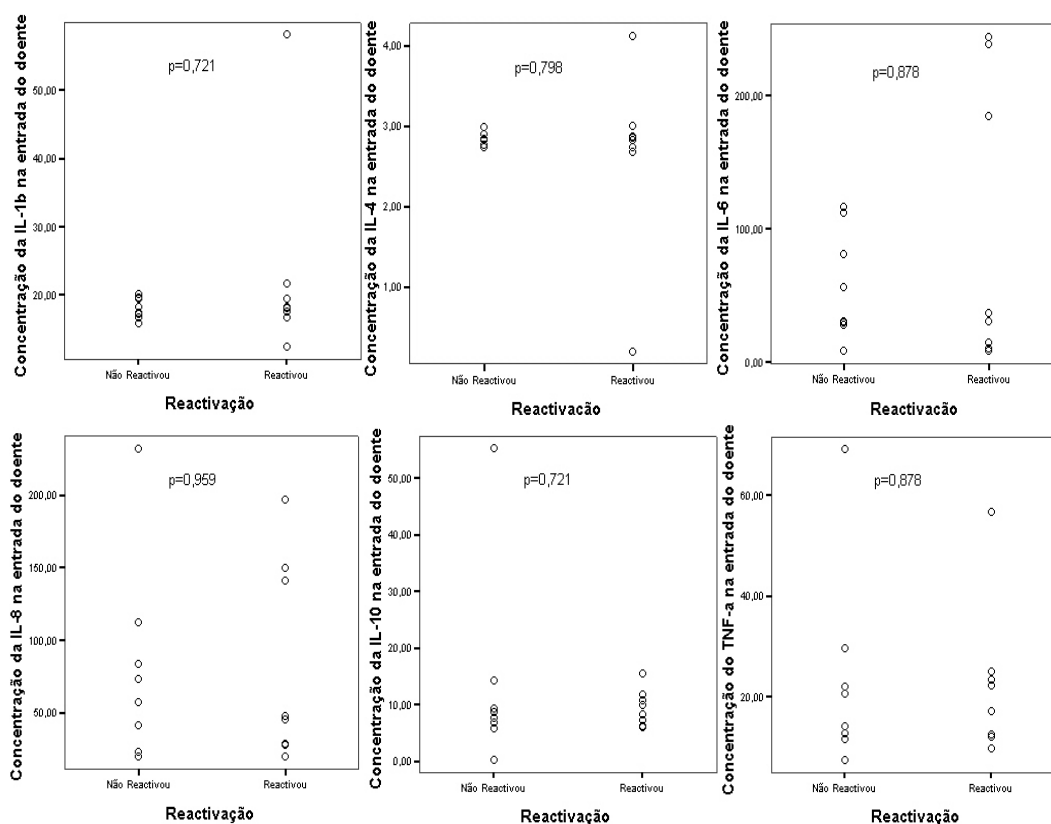 Concentração da IL-1b na entrada do doente
p=0,721
50,00
40,00
30,00
20,00
Não Reactivou
Reactivou
Reactivação
Concentração da IL-4 na entrada do doente
p=0,798
4,00
3,00
2,00
1,00
Não Reactivou
Reactivou
Reactivacão
Concentração da IL-6 na entrada do doente
p=0,878
200,00
100,00
0,00
Não Reactivou
Reactivou
Reactivacão
Concentração da IL-8 na entrada do doente
p=0,959
200,00
150,00
100,00
50,00
Não Reactivou
Reactivou
Reactivação
Concentração da IL-10 na entrada do doente
p=0,721
50,00
40,00
30,00
20,00
10,00
0,00
Não Reactivou
Reactivou
Reactivação
Concentração do TNF-a na entrada do doente
p=0,878
60,00
40,00
20,00
Não Reactivou
Reactivou
Reactivação